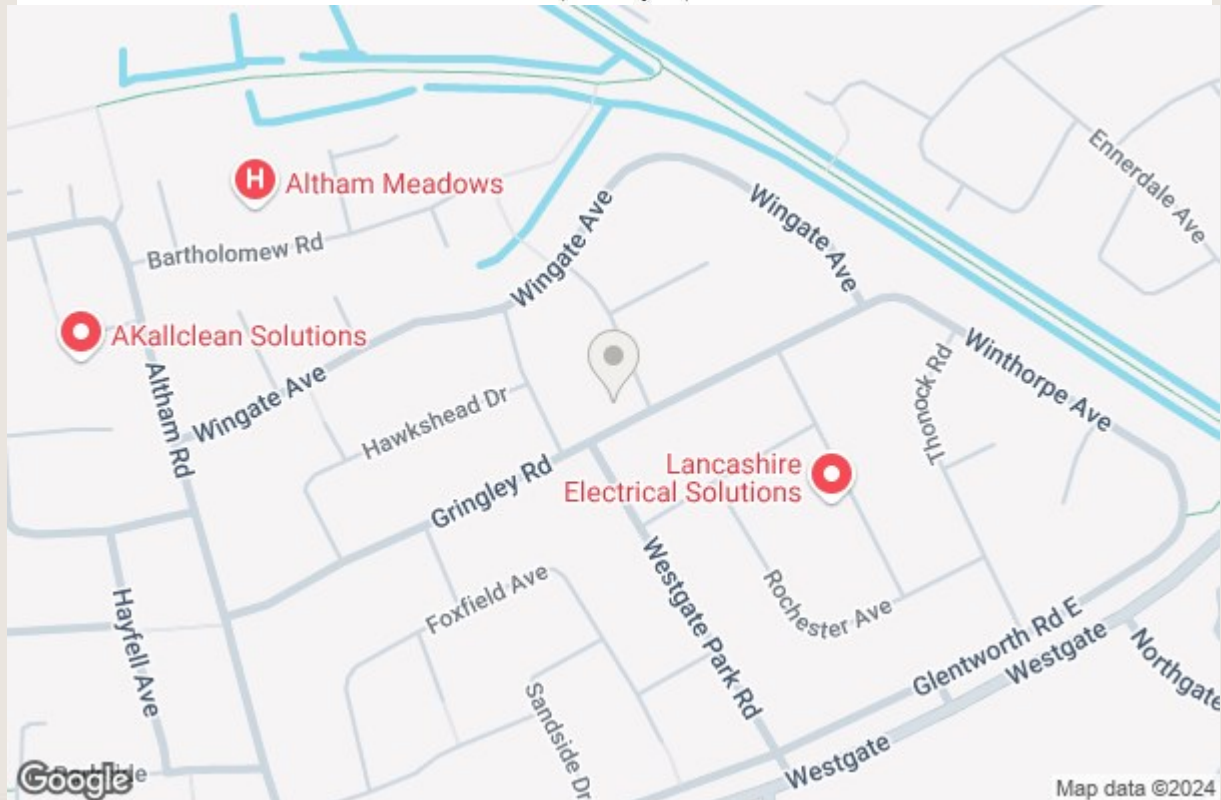 Ennerdale Ave
Altham Meadows
Wingate Ave
Wingate Ave
Bartholomew Rd
AKallclean Solutions
Winthorpe Ave
Thonock Rd
Altham Rd
Wingate Ave
Hawkshead Dr
Lancashire
Electrical Solutions
Gringley Rd
Westgate Park Rd
Foxfield Ave
Rochester Ave
Hayfell Ave
Glentworth Rd E
Westgate
Northgate
Sandside Dr
Westgate
Google
Map data ©2024